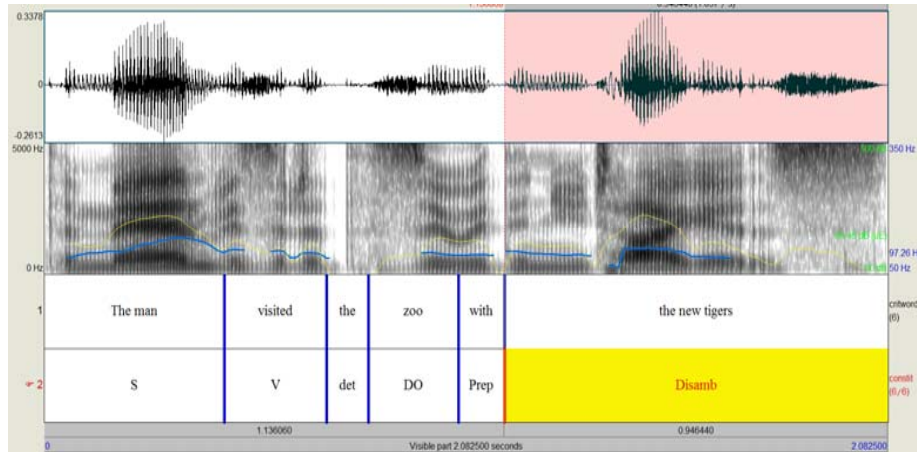 1.136060
0.3378
0
-0.2613
5000 Hz
350 Hz
97.26 H
0 Hz
50 Hz
1 The man visited the zoo with the new tigers critword (6)
2 S V det DO Prep Disamb constit (6/6)
1.136060 0.946440
0 Visible part 2.082500 seconds 2.082500